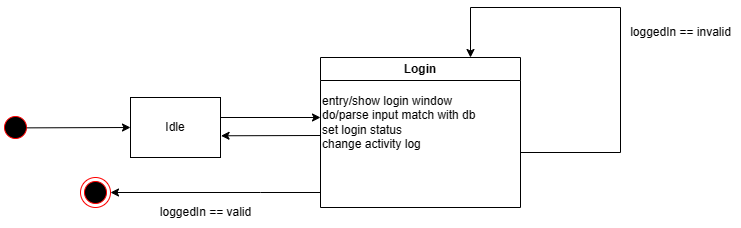 Login
loggedIn == invalid
entry/show login window
do/parse input match with db
set login status
change activity log
Idle
loggedIn == valid